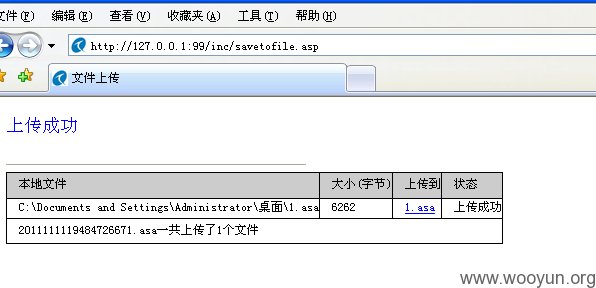 文件(F) 编辑(E) 查看(V) 收藏夹(A) 工具(T) 帮助(H)
http://127.0.0.1:99/inc/savetofile.asp
文件上传
上传成功
本地文件 大小(字节) 上传到 状态
C:\Documents and Settings\Administrator\桌面\1.asa 6262 1.asa 上传成功
2011111119484726671.asa一共上传了1个文件
www.wooyun.org